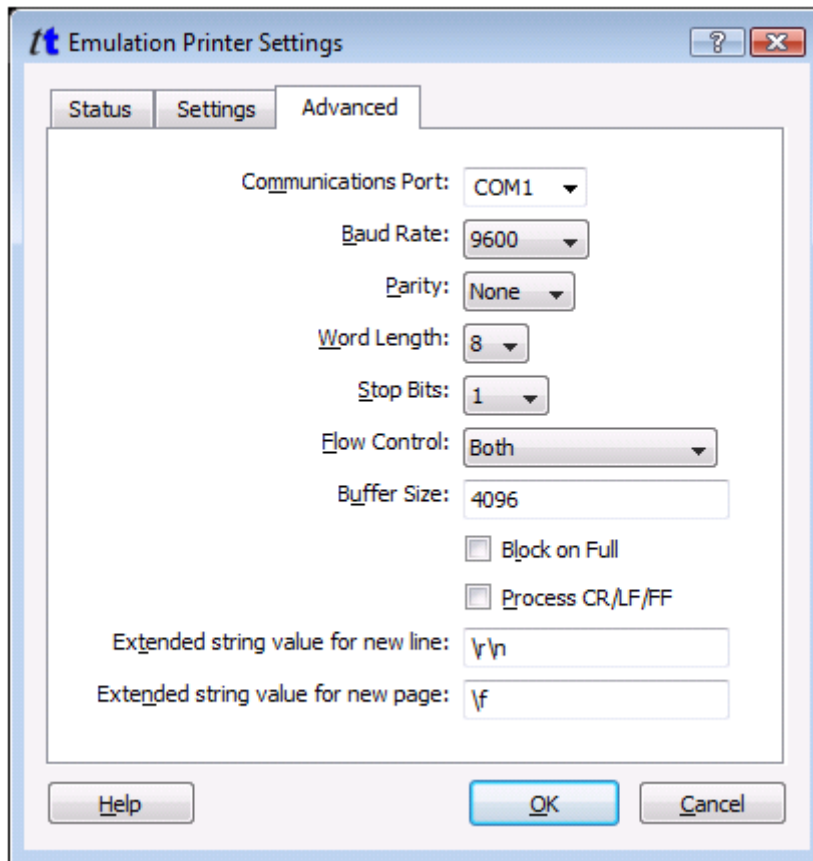 tt Emulation Printer Settings
?
Status Settings Advanced
Communications Port: COM1
Baud Rate: 9600
Parity: None
Word Length: 8
Stop Bits: 1
Flow Control: Both
Buffer Size: 4096
Block on Full
Process CR/LF/FF
Extended string value for new line: \r\n
Extended string value for new page: \f
Help OK Cancel